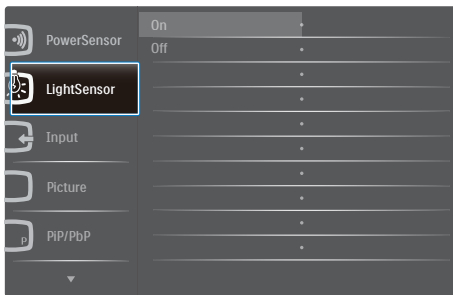 PowerSensor
LightSensor
Input
Picture
P
PiP/PbP
On
Off